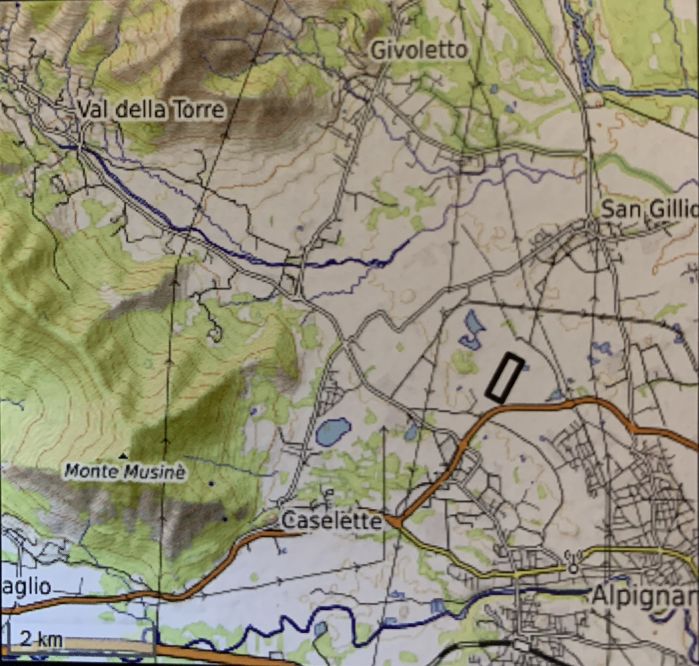 Givoletto
Val della Torre
San Gillio
Monte Musinè
Caselette
aglio
Alpignan
2 km